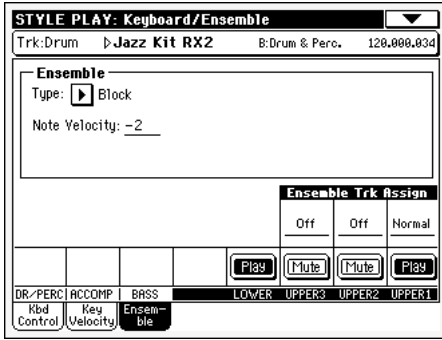 STYLE PLAY: Keyboard/Ensemble
Trk:Drum Jazz Kit RX2 B:Drum & Perc. 120.000.034
Ensemble
Type: Block
Note Velocity: -2
Ensemble Trk Assign
Off Off Normal
Play Mute Mute Play
DR/PERC ACCOMP BASS LOWER UPPER3 UPPER2 UPPER1
Kbd Control Key Velocity Ensem-ble